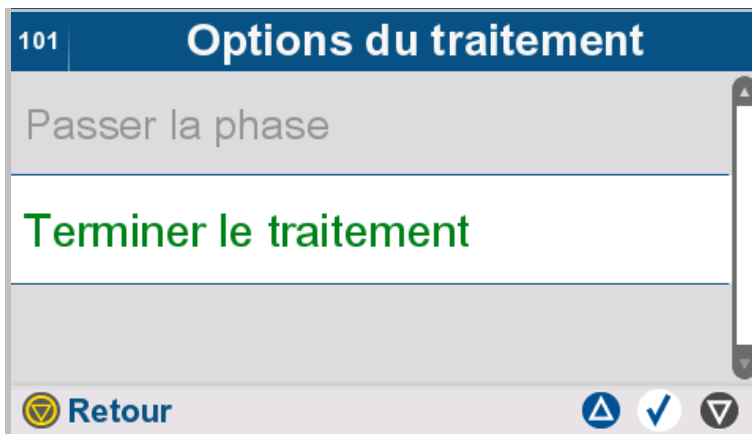 101
Options du traitement
Passer la phase
Terminer le traitement
Retour